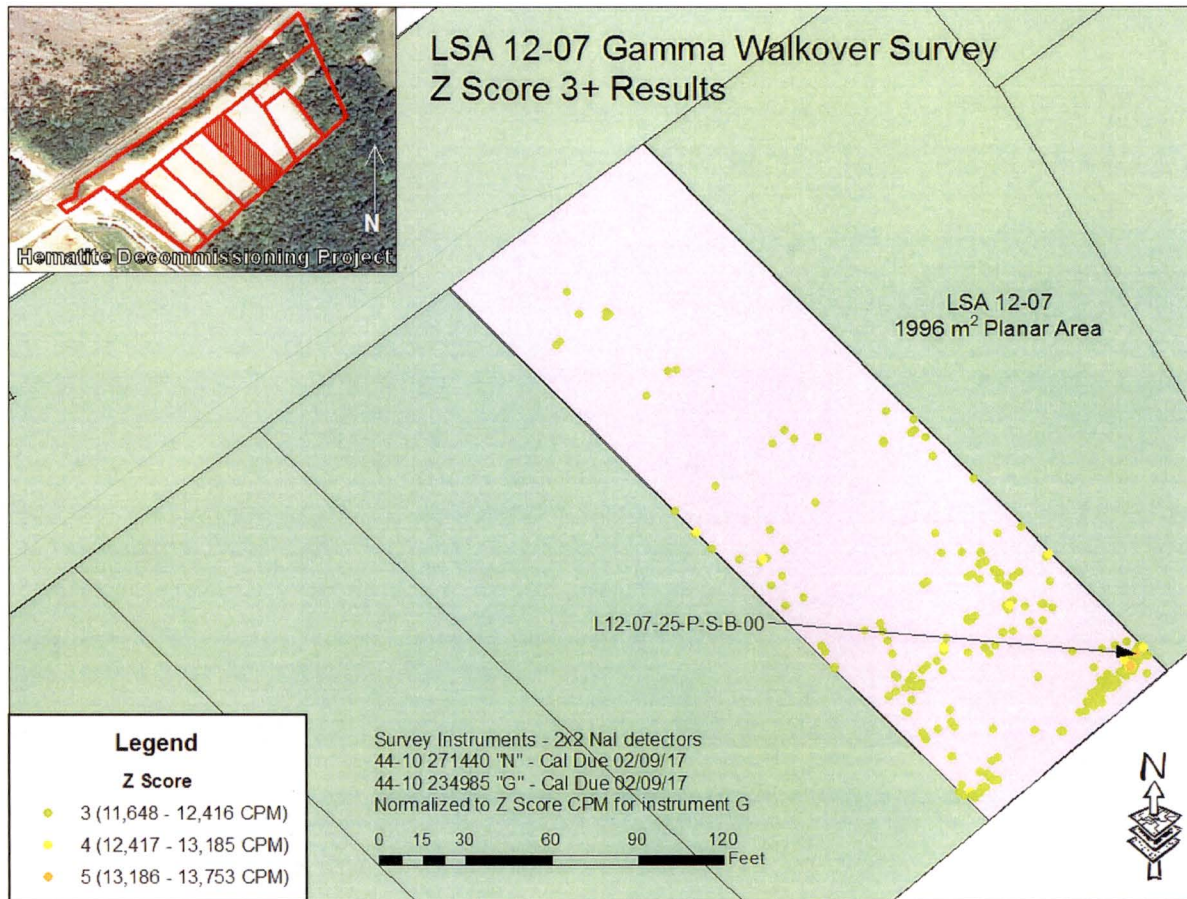 LSA 12-07 Gamma Walkover Survey
Z Score 3+ Results
N
Hematite Decommissioning Project
LSA 12-07
1996 m² Planar Area
L12-07-25-P-S-B-00
Legend
Z Score
3 (11,648 - 12,416 CPM)
4 (12,417 - 13,185 CPM)
5 (13,186 - 13,753 CPM)
Survey Instruments - 2x2 NaI detectors
44-10 271440 "N" - Cal Due 02/09/17
44-10 234985 "G" - Cal Due 02/09/17
Normalized to Z Score CPM for instrument G
0 15 30 60 90 120
Feet
N